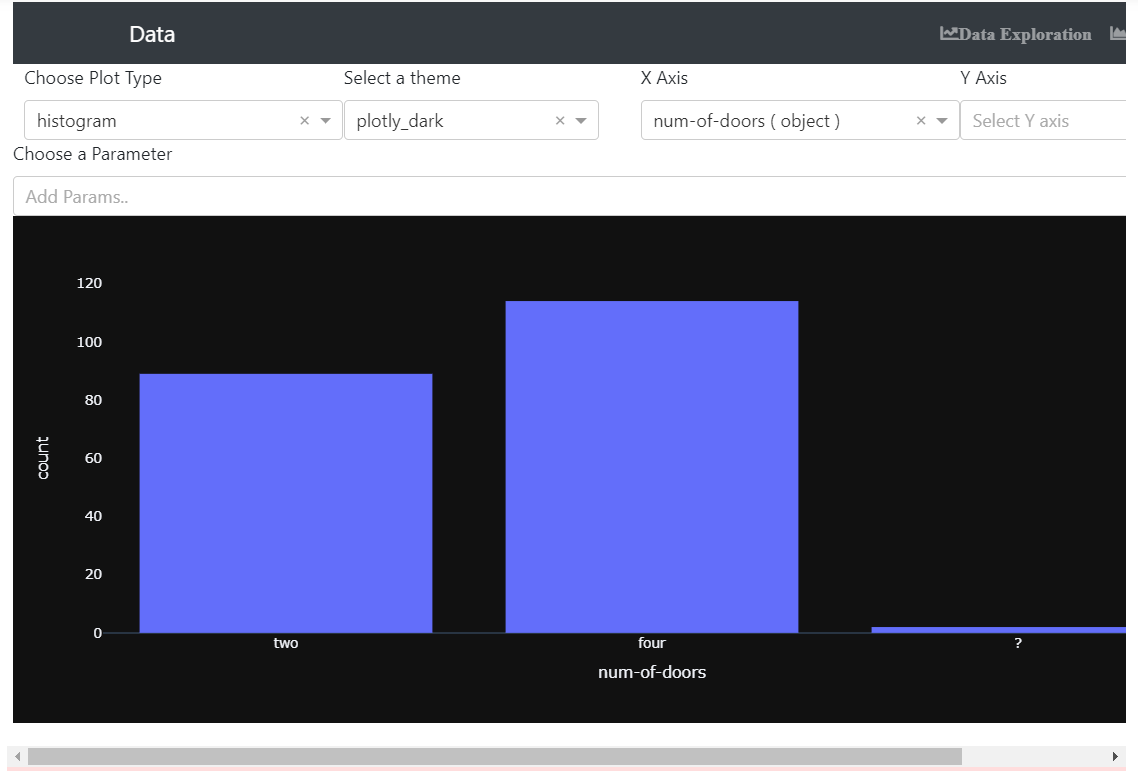 Data
Data Exploration
Choose Plot Type
Select a theme
X Axis
Y Axis
histogram
plotly_dark
num-of-doors ( object )
Select Y axis
Choose a Parameter
Add Params..
120
100
80
60
40
20
0
count
two
four
?
num-of-doors